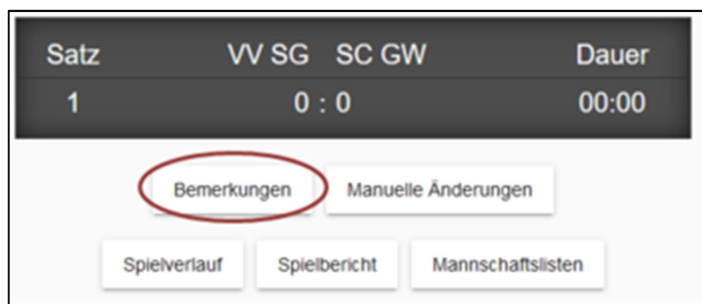 Satz VV SG SC GW Dauer
1 0 : 0 00:00
Bemerkungen Manuelle Änderungen
Spielverlauf Spielbericht Mannschaftslisten